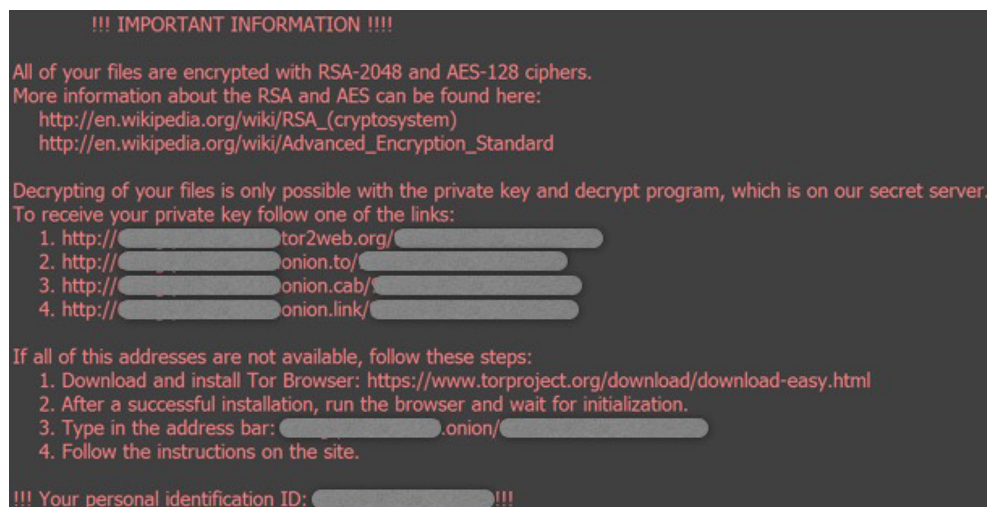 !!! IMPORTANT INFORMATION !!!!
All of your files are encrypted with RSA-2048 and AES-128 ciphers.
More information about the RSA and AES can be found here:
http://en.wikipedia.org/wiki/RSA_(cryptosystem)
http://en.wikipedia.org/wiki/Advanced_Encryption_Standard
Decrypting of your files is only possible with the private key and decrypt program, which is on our secret server.
To receive your private key follow one of the links:
1. http:// tor2web.org/
2. http:// onion.to/
3. http:// onion.cab/
4. http:// onion.link/
If all of this addresses are not available, follow these steps:
1. Download and install Tor Browser: https://www.torproject.org/download/download-easy.html
2. After a successful installation, run the browser and wait for initialization.
3. Type in the address bar: .onion/
4. Follow the instructions on the site.
!!! Your personal identification ID: !!!